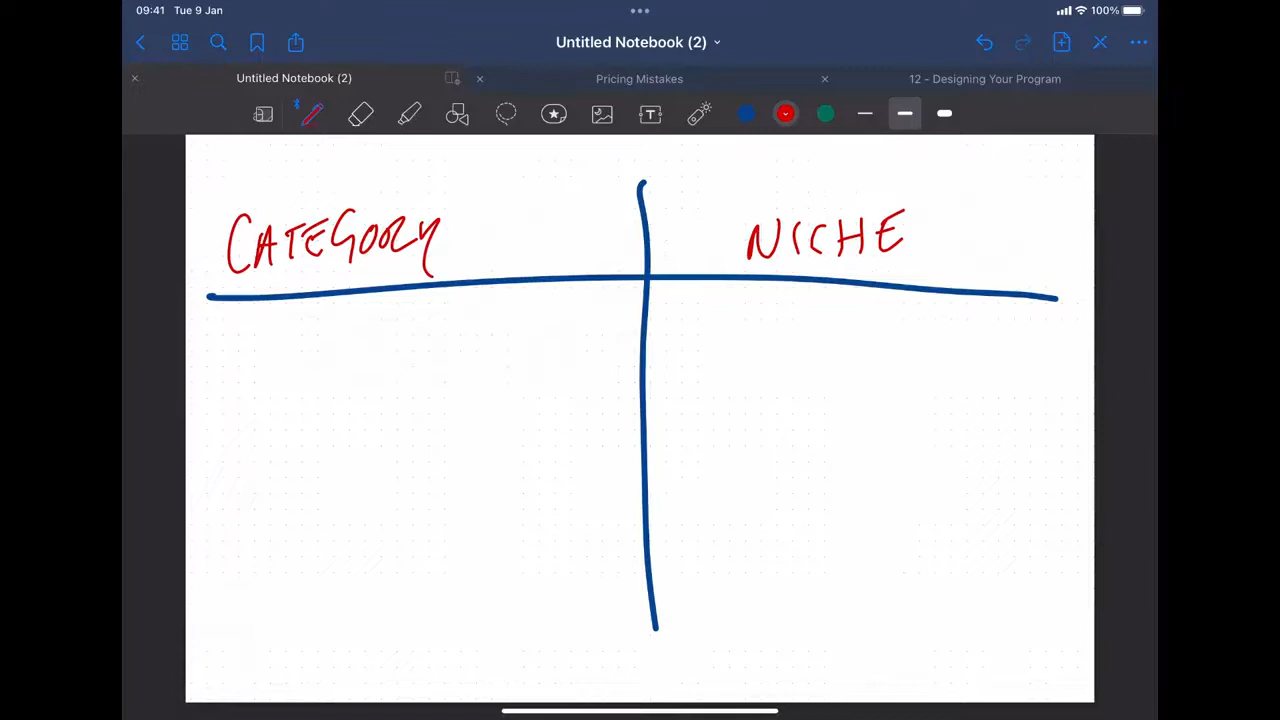 09:41 Tue 9 Jan
100%
Untitled Notebook (2)
Untitled Notebook (2)
Pricing Mistakes
12 - Designing Your Program
T
CATEGORY
NICHE